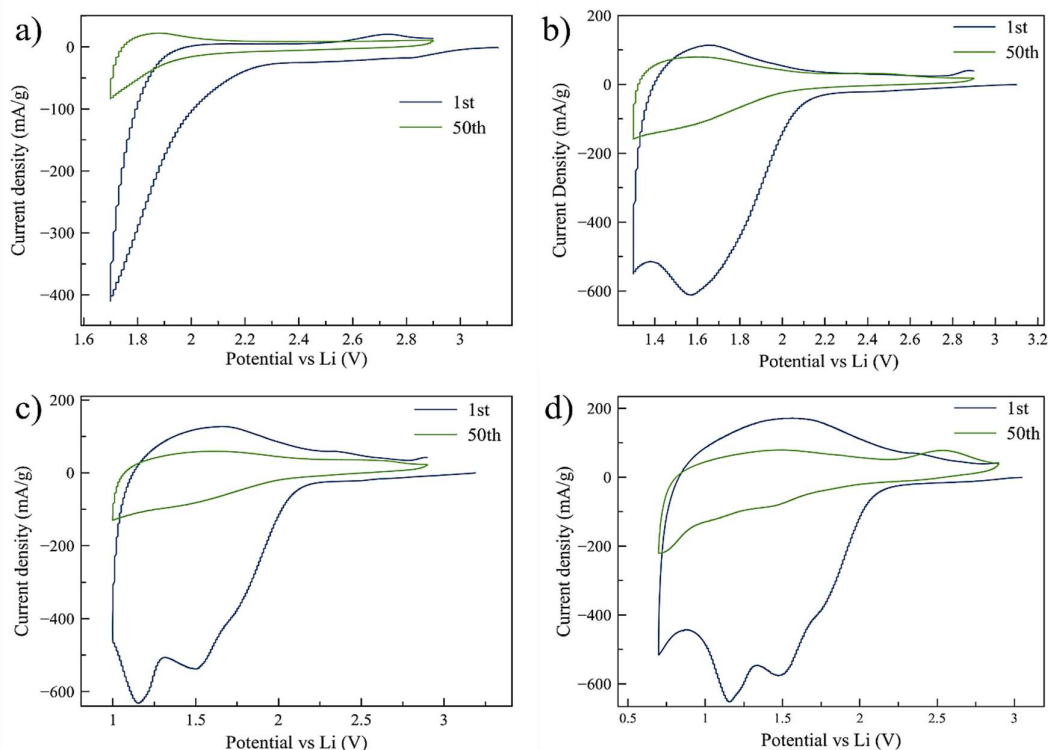 a)
0
−100
−200
−300
−400
Current density (mA/g)
1st
50th
1.6 1.8 2 2.2 2.4 2.6 2.8 3
Potential vs Li (V)
b)
200
0
−200
−400
−600
Current Density (mA/g)
1st
50th
1.4 1.6 1.8 2 2.2 2.4 2.6 2.8 3 3.2
Potential vs Li (V)
c)
200
0
−200
−400
−600
Current density (mA/g)
1st
50th
1 1.5 2 2.5 3
Potential vs Li (V)
d)
200
0
−200
−400
−600
Current density (mA/g)
1st
50th
0.5 1 1.5 2 2.5 3
Potential vs Li (V)